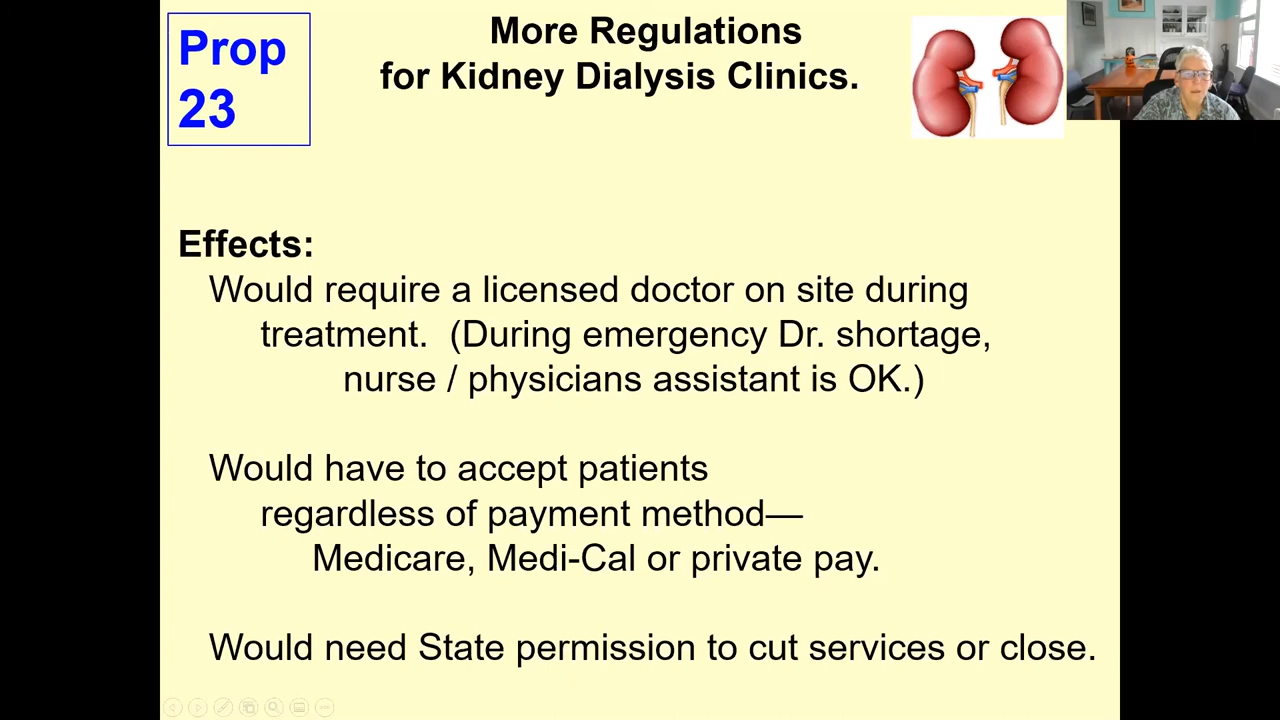 Prop
23
More Regulations
for Kidney Dialysis Clinics.
Effects:
Would require a licensed doctor on site during
treatment. (During emergency Dr. shortage,
nurse / physicians assistant is OK.)
Would have to accept patients
regardless of payment method—
Medicare, Medi-Cal or private pay.
Would need State permission to cut services or close.